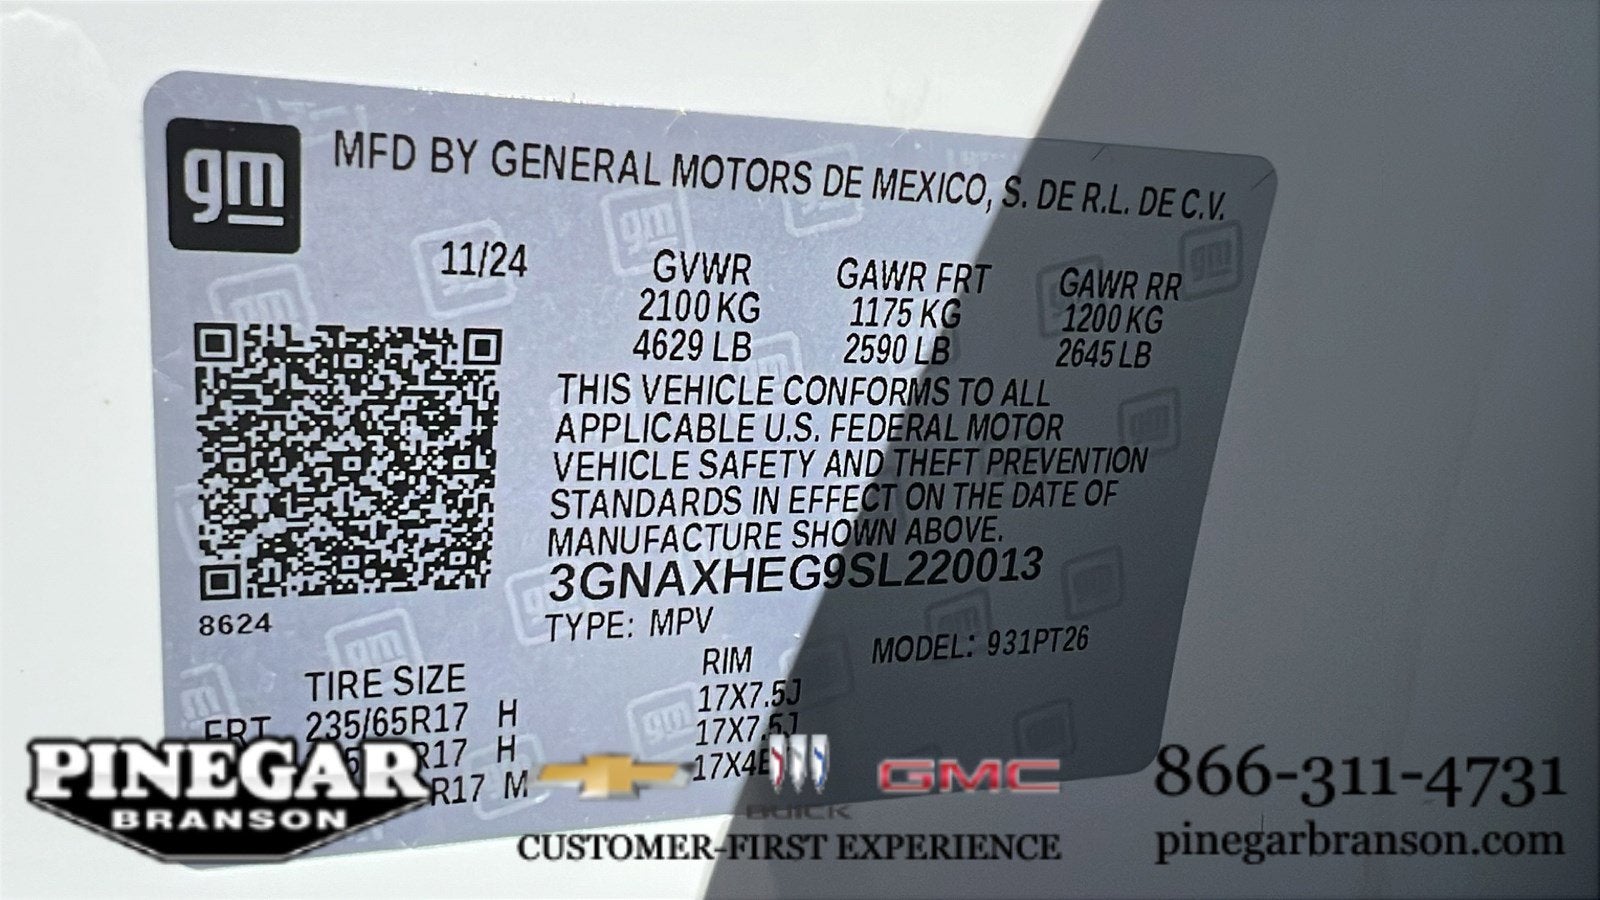 gm
MFD BY GENERAL MOTORS DE MEXICO, S. DE R.L. DE C.V.
11/24
GVWR GAWR FRT GAWR RR
2100 KG 1175 KG 1200 KG
4629 LB 2590 LB 2645 LB
THIS VEHICLE CONFORMS TO ALL
APPLICABLE U.S. FEDERAL MOTOR
VEHICLE SAFETY AND THEFT PREVENTION
STANDARDS IN EFFECT ON THE DATE OF
MANUFACTURE SHOWN ABOVE.
3GNAXHEG9SL220013
8624
TYPE: MPV MODEL: 931PT26
TIRE SIZE RIM
FRT 235/65R17 H 17X7.5J
R17 H 17X7.5J
R17 M
PINEGAR
BRANSON
BUICK
GMC
CUSTOMER-FIRST EXPERIENCE
866-311-4731
pinegarbranson.com